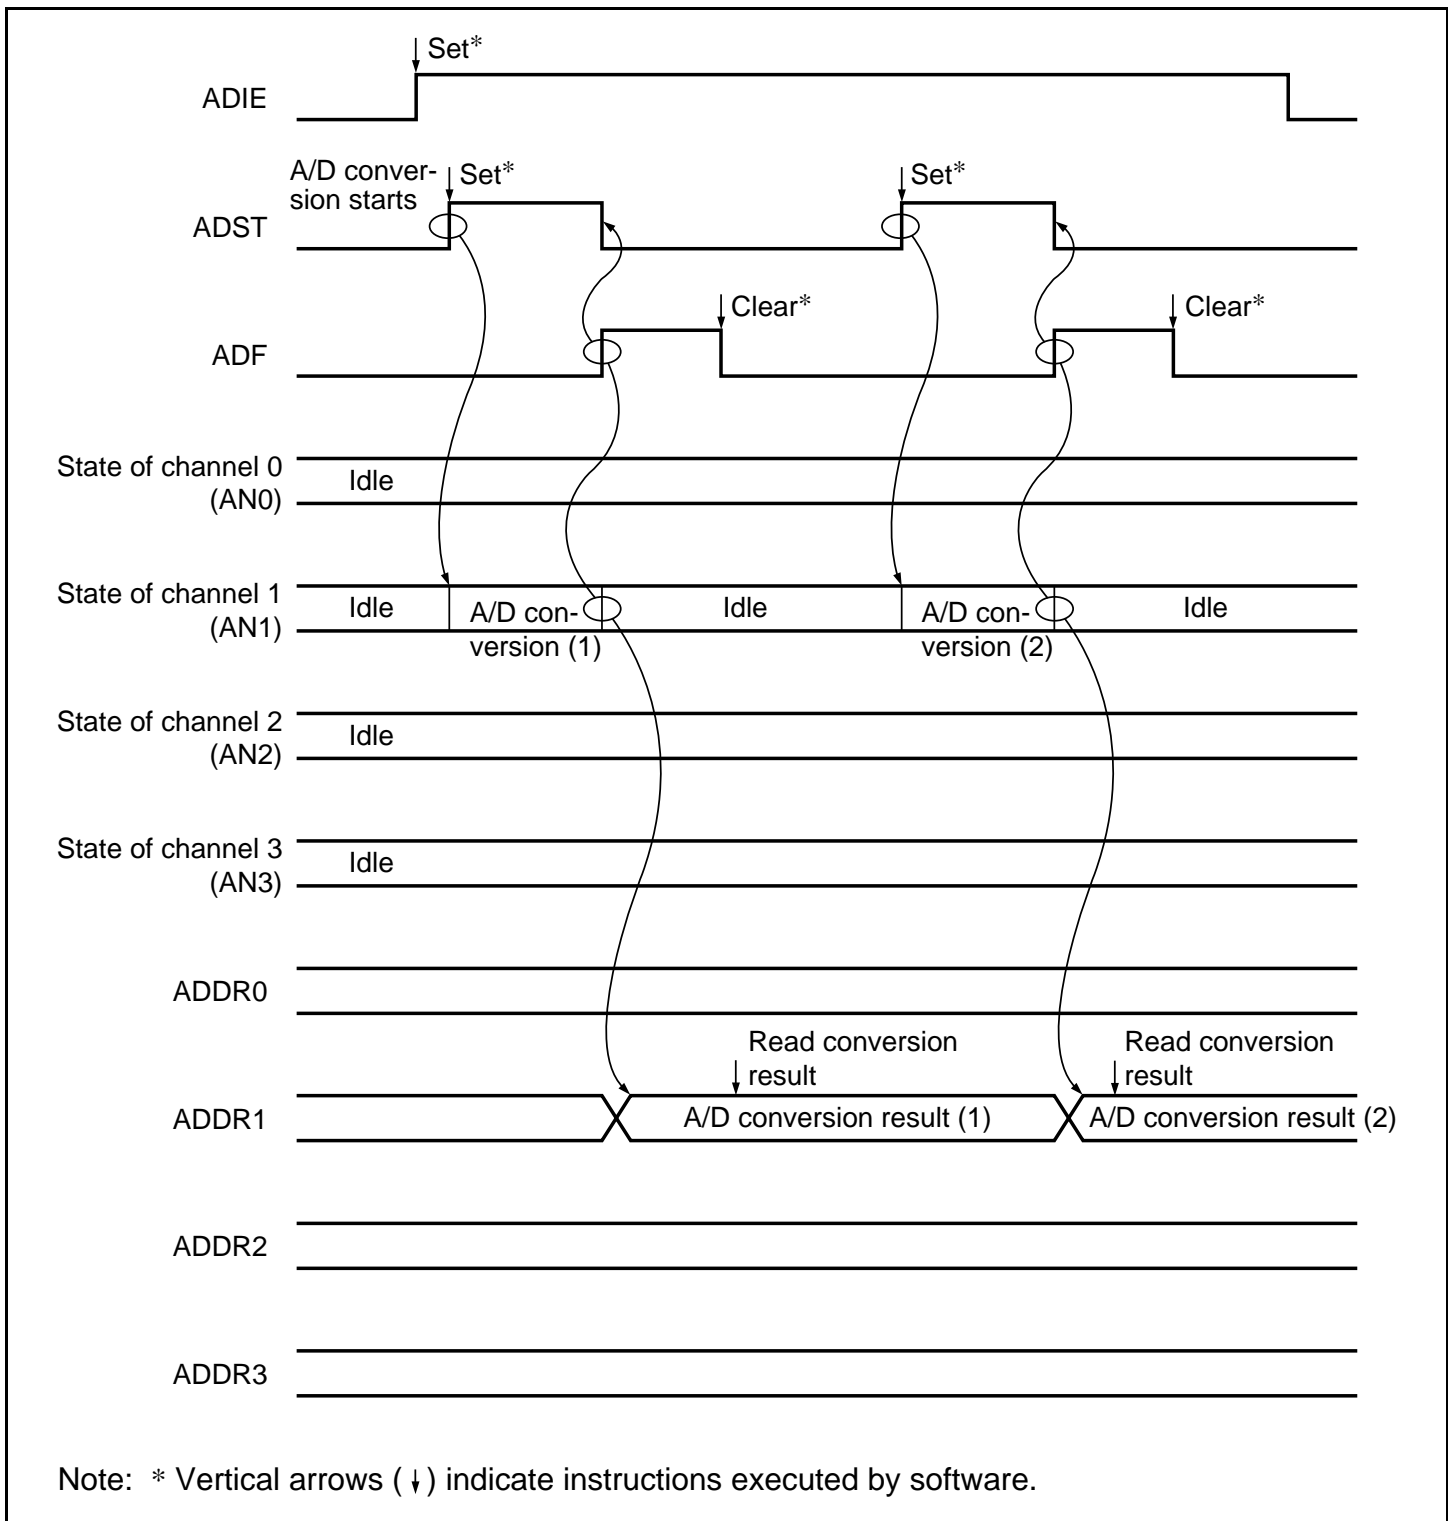 Set*
ADIE
A/D conver-
sion starts
Set*
Set*
ADST
Clear*
Clear*
ADF
State of channel 0
(AN0)
Idle
State of channel 1
(AN1)
Idle
A/D con-
version (1)
Idle
A/D con-
version (2)
Idle
State of channel 2
(AN2)
Idle
State of channel 3
(AN3)
Idle
ADDR0
Read conversion
result
Read conversion
result
ADDR1
A/D conversion result (1)
A/D conversion result (2)
ADDR2
ADDR3
Note: * Vertical arrows (↓) indicate instructions executed by software.